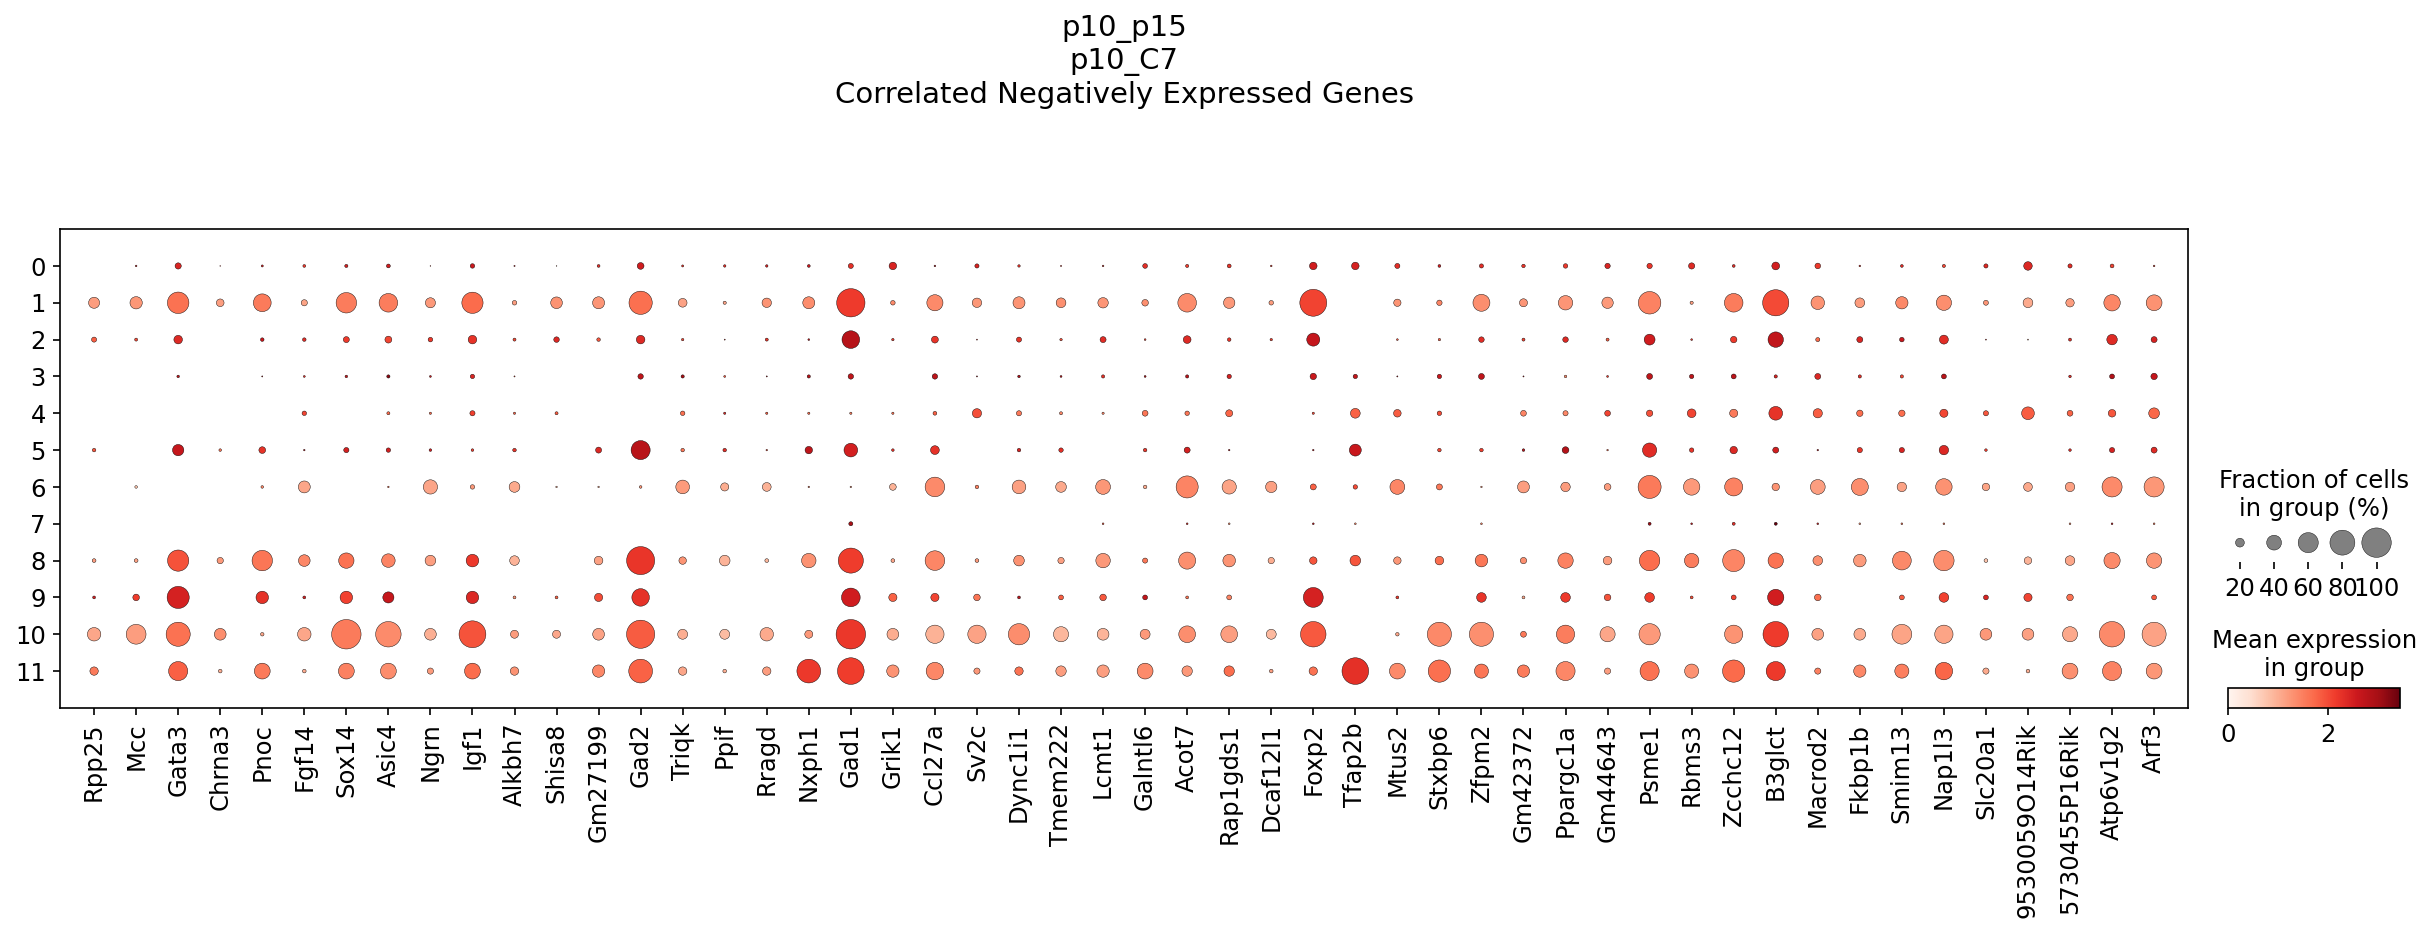 p10_p15
p10_C7
Correlated Negatively Expressed Genes
0
1
2
3
4
5
6
7
8
9
10
11
Rpp25
Mcc
Gata3
Chrna3
Pnoc
Fgf14
Sox14
Asic4
Ngrn
Igf1
Alkbh7
Shisa8
Gm27199
Gad2
Triqk
Ppif
Rragd
Nxph1
Gad1
Grik1
Ccl27a
Sv2c
Dync1i1
Tmem222
Lcmt1
Galntl6
Acot7
Rap1gds1
Dcaf12l1
Foxp2
Tfap2b
Mtus2
Stxbp6
Zfpm2
Gm42372
Ppargc1a
Gm44643
Psme1
Rbms3
Zcchc12
B3glct
Macrod2
Fkbp1b
Smim13
Nap1l3
Slc20a1
9530059O14Rik
5730455P16Rik
Atp6v1g2
Arf3
Fraction of cells
in group (%)
20 40 60 80 100
Mean expression
in group
0 2